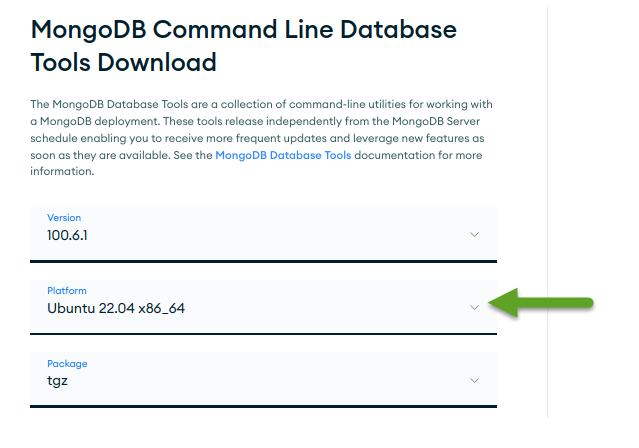 MongoDB Command Line Database
Tools Download
The MongoDB Database Tools are a collection of command-line utilities for working with
a MongoDB deployment. These tools release independently from the MongoDB Server
schedule enabling you to receive more frequent updates and leverage new features as
soon as they are available. See the MongoDB Database Tools documentation for more
information.
Version
100.6.1
Platform
Ubuntu 22.04 x86_64
Package
tgz